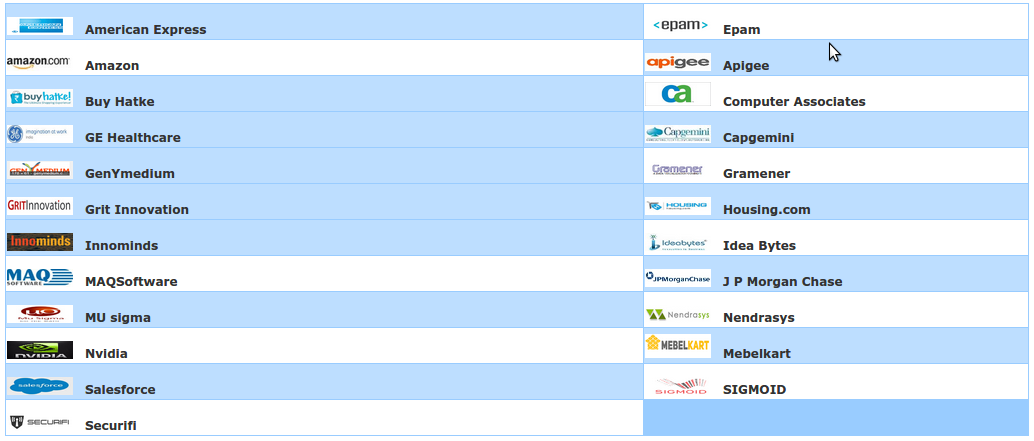 American Express
epam Epam
amazon.com Amazon
apigee Apigee
buyhatke! Buy Hatke
ca Computer Associates
imagination at work GE Healthcare
Capgemini Capgemini
GENYMEDIUM GenYmedium
Gramener Gramener
GRITInnovation Grit Innovation
HOUSING Housing.com
Innominds Innominds
Ideabytes Idea Bytes
MAQ SOFTWARE MAQSoftware
JPMorganChase J P Morgan Chase
Mu Sigma MU sigma
Nendrasys Nendrasys
NVIDIA Nvidia
MEBELKART Mebelkart
salesforce Salesforce
SIGMOID SIGMOID
SECURIFI Securifi